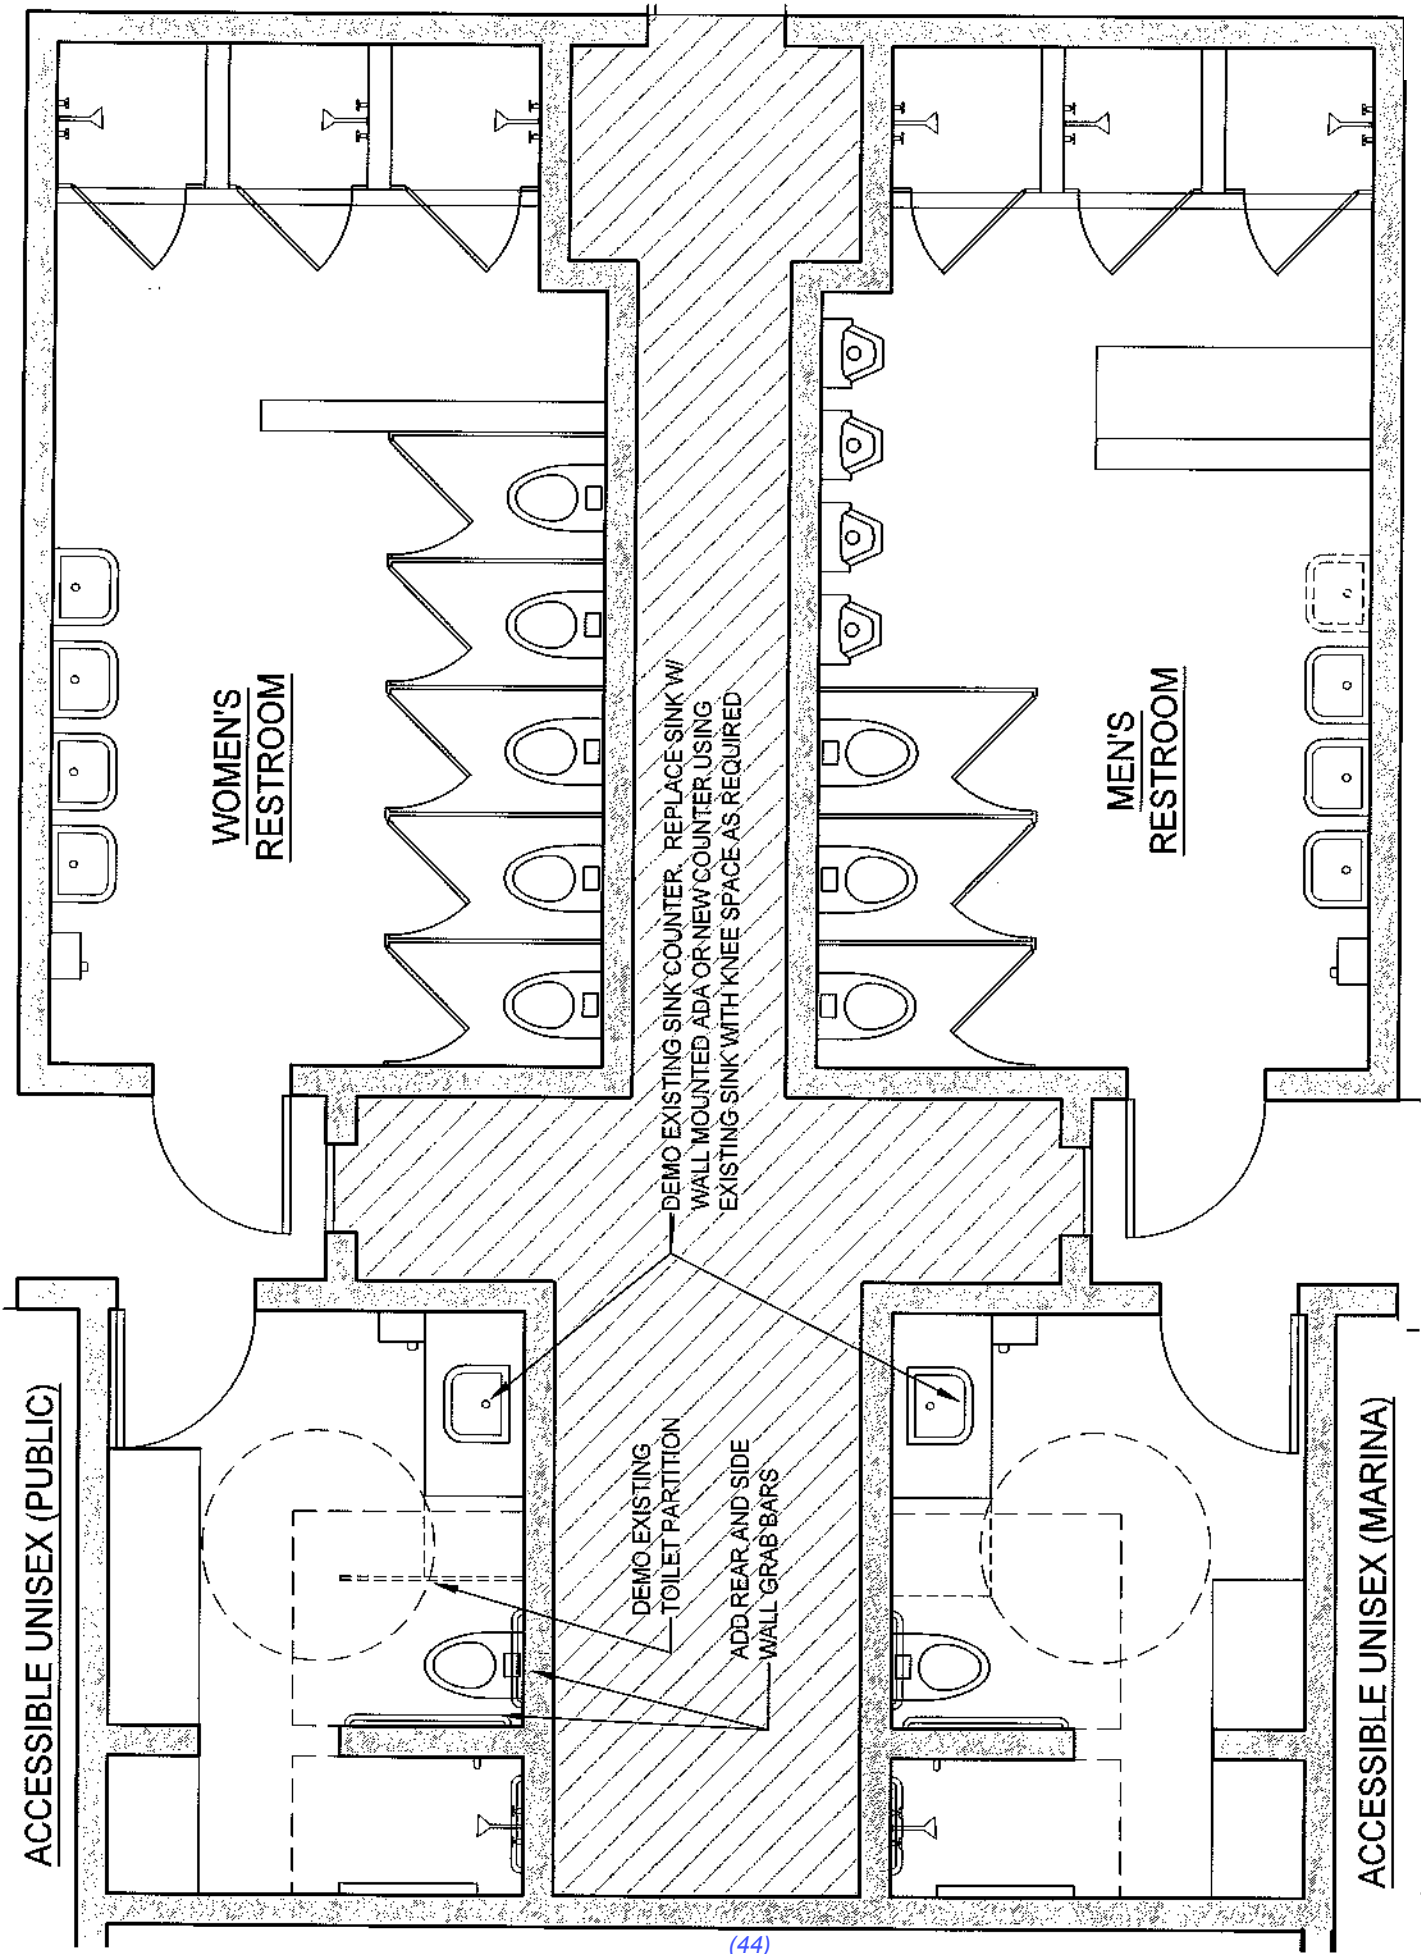 WOMEN'S
RESTROOM
DEMO EXISTING SINK COUNTER. REPLACE SINK W/
WALL MOUNTED ADA OR NEW COUNTER USING
EXISTING SINK WITH KNEE SPACE AS REQUIRED
MEN'S
RESTROOM
ACCESSIBLE UNISEX (PUBLIC)
DEMO EXISTING
TOILET PARTITION
ADD REAR AND SIDE
WALL GRAB BARS
ACCESSIBLE UNISEX (MARINA)
(44)